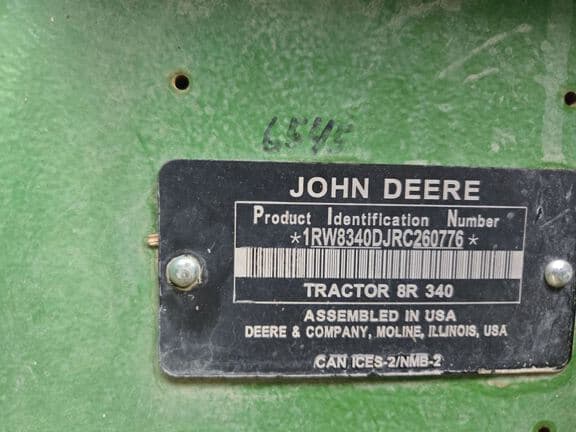 6545
JOHN DEERE
Product Identification Number
*1RW8340DJRC260776*
TRACTOR 8R 340
ASSEMBLED IN USA
DEERE & COMPANY, MOLINE, ILLINOIS, USA
CAN ICES-2/NMB-2